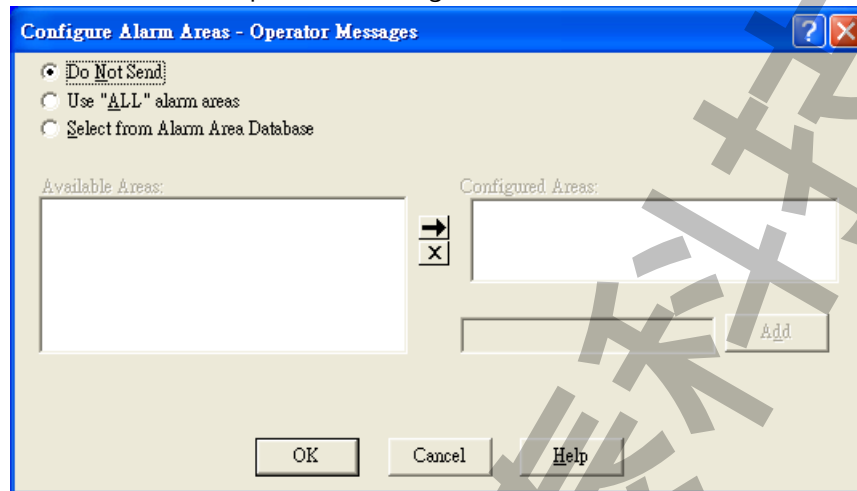 Configure Alarm Areas - Operator Messages
Do Not Send
Use "ALL" alarm areas
Select from Alarm Area Database
Available Areas:
Configured Areas:
Add
OK
Cancel
Help